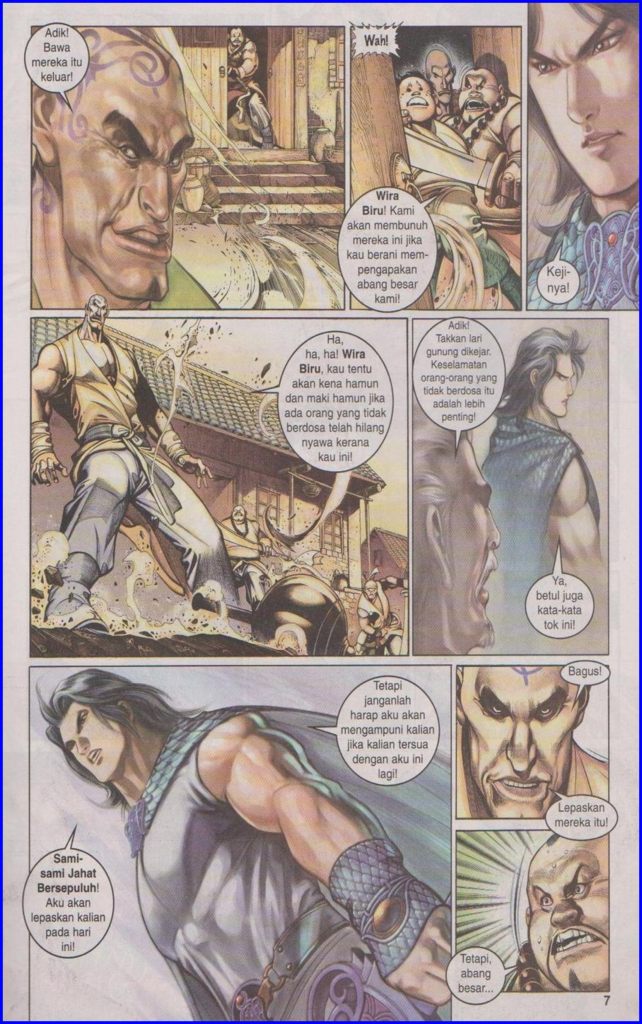 Adik!
Bawa
mereka itu
keluar!
Wah!
Wira
Biru! Kami
akan membunuh
mereka ini jika
kau berani mem-
pengapakan
abang besar
kami!
Keji-
nya!
Ha,
ha, ha! Wira
Biru, kau tentu
akan kena hamun
dan maki hamun jika
ada orang yang tidak
berdosa telah hilang
nyawa kerana
kau ini!
Adik!
Takkan lari
gunung dikejar.
Keselamatan
orang-orang yang
tidak berdosa itu
adalah lebih
penting!
Ya,
betul juga
kata-kata
tok ini!
Tetapi
janganlah
harap aku akan
mengampuni kalian
jika kalian tersua
dengan aku ini
lagi!
Sami-
sami Jahat
Bersepuluh!
Aku akan
lepaskan kalian
pada hari
ini!
Bagus!
Lepaskan
mereka itu!
Tetapi,
abang
besar...
7